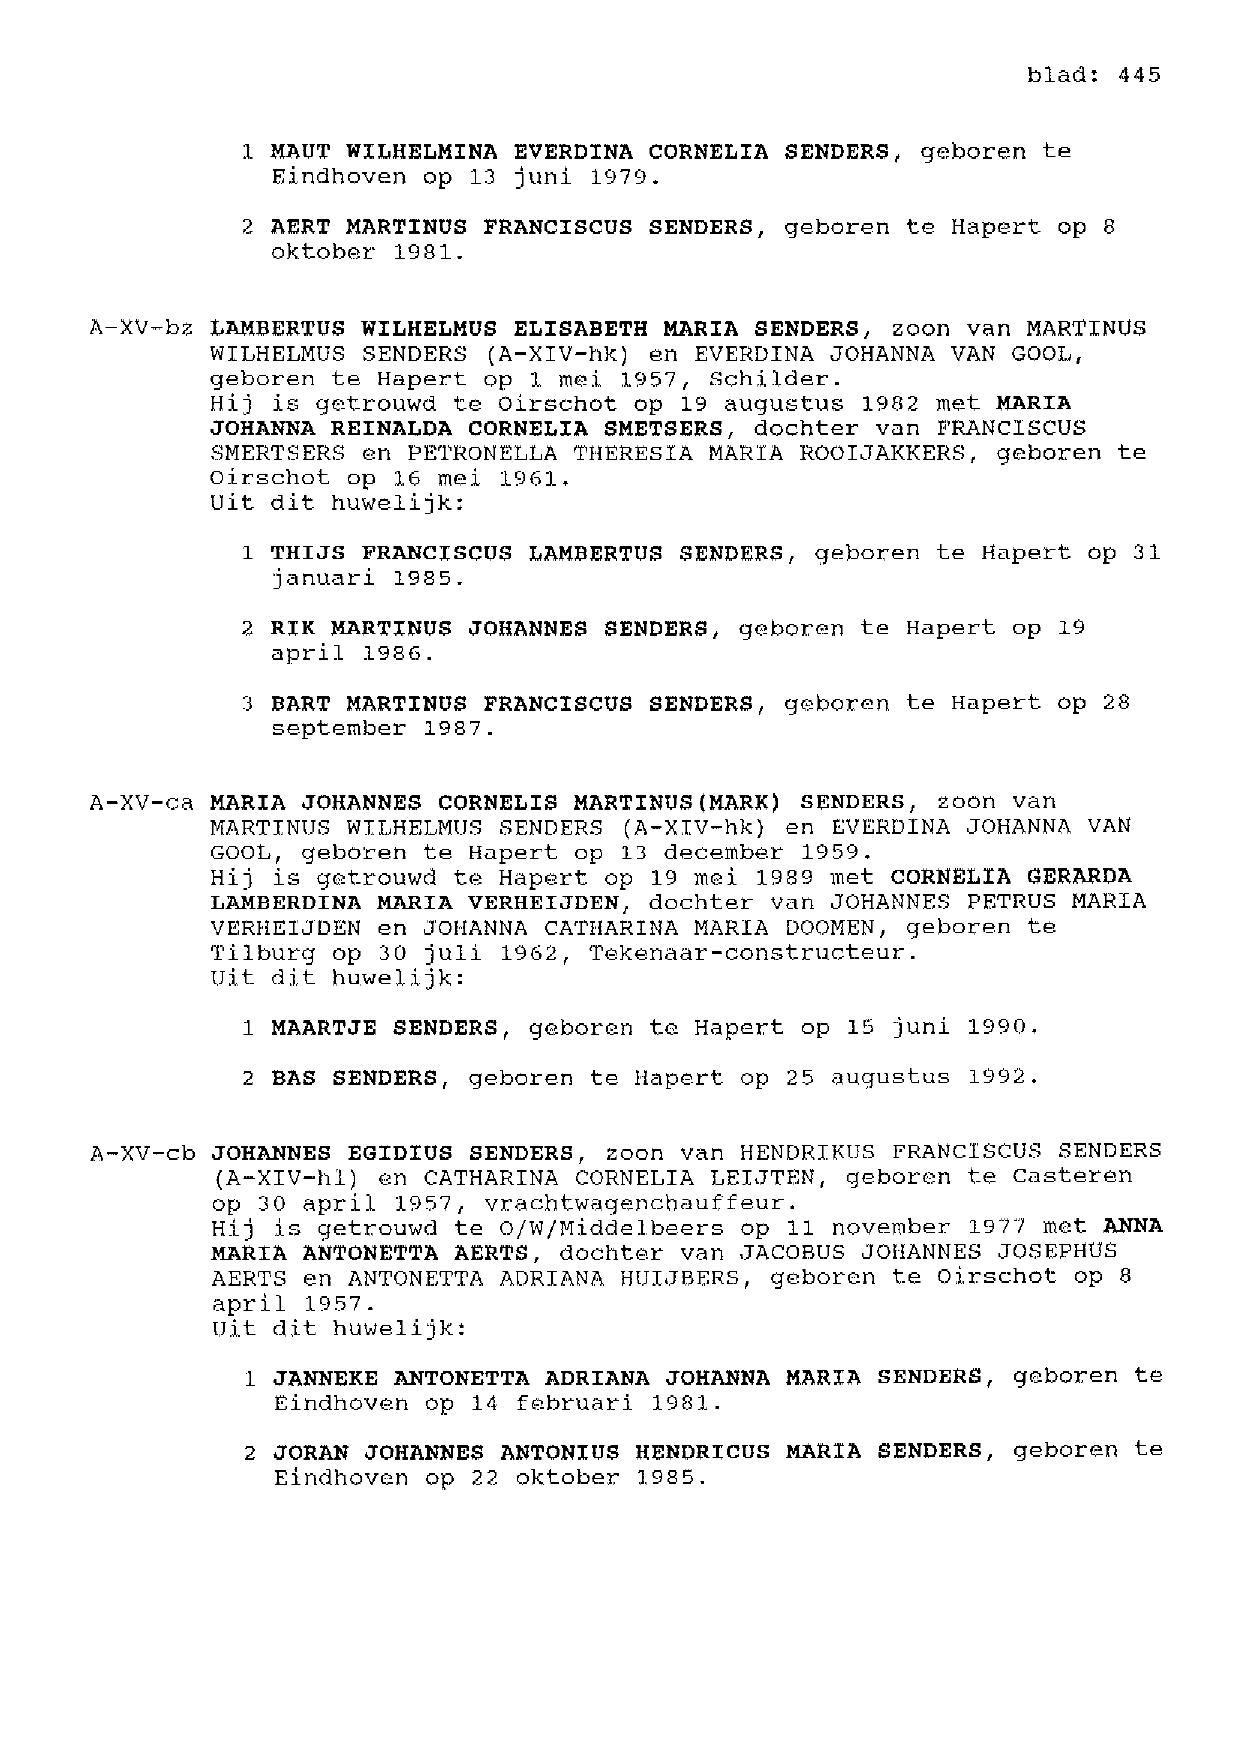 blad: 445
1 MAUT WILHELMINA EVERDINA CORNELIA SENDERS, geboren te
Eindhoven op 13 juni 1979.
2 AERT MARTINUS FRANCISCUS SENDERS, geboren te Hapert op 8
oktober 1981.
A-XV-bz LAMBERTUS WILHELMUS ELISABETH MARIA SENDERS, zoon van MARTINUS
WILHELMUS SENDERS (A-XIV-hk) en EVERDINA JOHANNA VAN GOOL,
geboren te Hapert op 1 mei 1957, Schilder.
Hij is getrouwd te Oirschot op 19 augustus 1982 met MARIA
JOHANNA REINALDA CORNELIA SMETSERS, dochter van FRANCISCUS
SMERTSERS en PETRONELLA THERESIA MARIA ROOIJAKKERS, geboren te
Oirschot op 16 mei 1961.
Uit dit huwelijk:
1 THIJS FRANCISCUS LAMBERTUS SENDERS, geboren te Hapert op 31
januari 1985.
2 RIK MARTINUS JOHANNES SENDERS, geboren te Hapert op 19
april 1986.
3 BART MARTINUS FRANCISCUS SENDERS, geboren te Hapert op 28
september 1987.
A-XV-ca MARIA JOHANNES CORNELIS MARTINUS(MARK) SENDERS, zoon van
MARTINUS WILHELMUS SENDERS (A-XIV-hk) en EVERDINA JOHANNA VAN
GOOL, geboren te Hapert op 13 december 1959.
Hij is getrouwd te Hapert op 19 mei 1989 met CORNELIA GERARDA
LAMBERDINA MARIA VERHEIJDEN, dochter van JOHANNES PETRUS MARIA
VERHEIJDEN en JOHANNA CATHARINA MARIA DOOMEN, geboren te
Tilburg op 30 juli 1962, Tekenaar-constructeur.
Uit dit huwelijk:
1 MAARTJE SENDERS, geboren te Hapert op 15 juni 1990.
2 BAS SENDERS, geboren te Hapert op 25 augustus 1992.
A-XV-cb JOHANNES EGIDIUS SENDERS, zoon van HENDRIKUS FRANCISCUS SENDERS
(A-XIV-hl) en CATHARINA CORNELIA LEIJTEN, geboren te Casteren
op 30 april 1957, vrachtwagenchauffeur.
Hij is getrouwd te O/W/Middelbeers op 11 november 1977 met ANNA
MARIA ANTONETTA AERTS, dochter van JACOBUS JOHANNES JOSEPHUS
AERTS en ANTONETTA ADRIANA HUIJBERS, geboren te Oirschot op 8
april 1957.
Uit dit huwelijk:
1 JANNEKE ANTONETTA ADRIANA JOHANNA MARIA SENDERS, geboren te
Eindhoven op 14 februari 1981.
2 JORAN JOHANNES ANTONIUS HENDRICUS MARIA SENDERS, geboren te
Eindhoven op 22 oktober 1985.